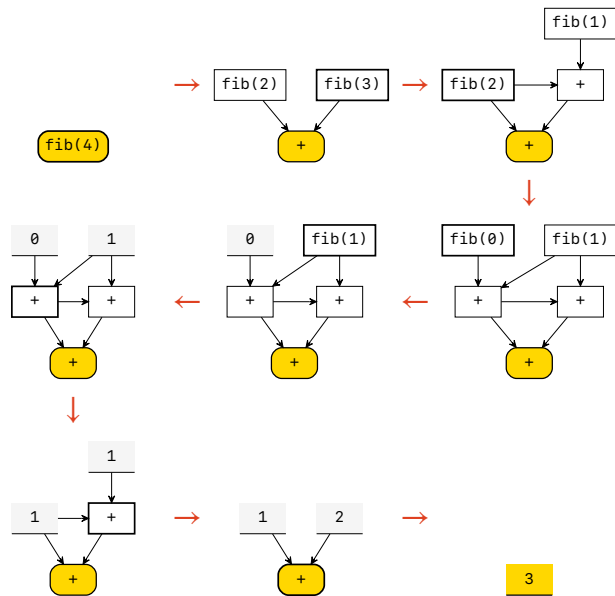 fib(4)
fib(2) fib(3)
+
fib(1)
fib(2) +
+
fib(0) fib(1)
+ +
+
0 fib(1)
+ +
+
0 1
+ +
+
1
1 +
+
1 2
+
3